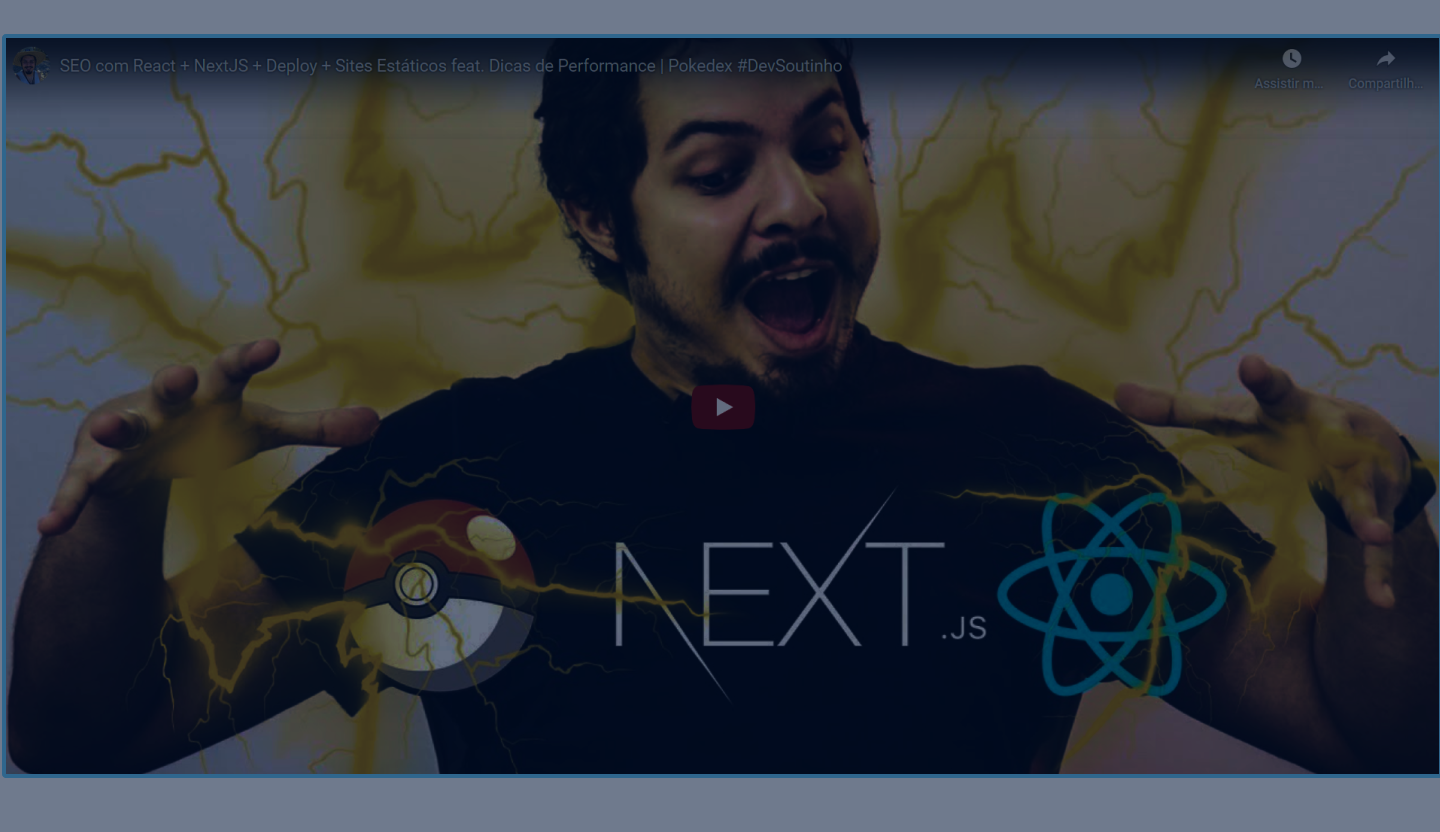 SEO com React + NextJS + Deploy + Sites Estáticos feat. Dicas de Performance | Pokedex #DevSoutinho
Assistir m...
Compartilh...
NEXT
.JS